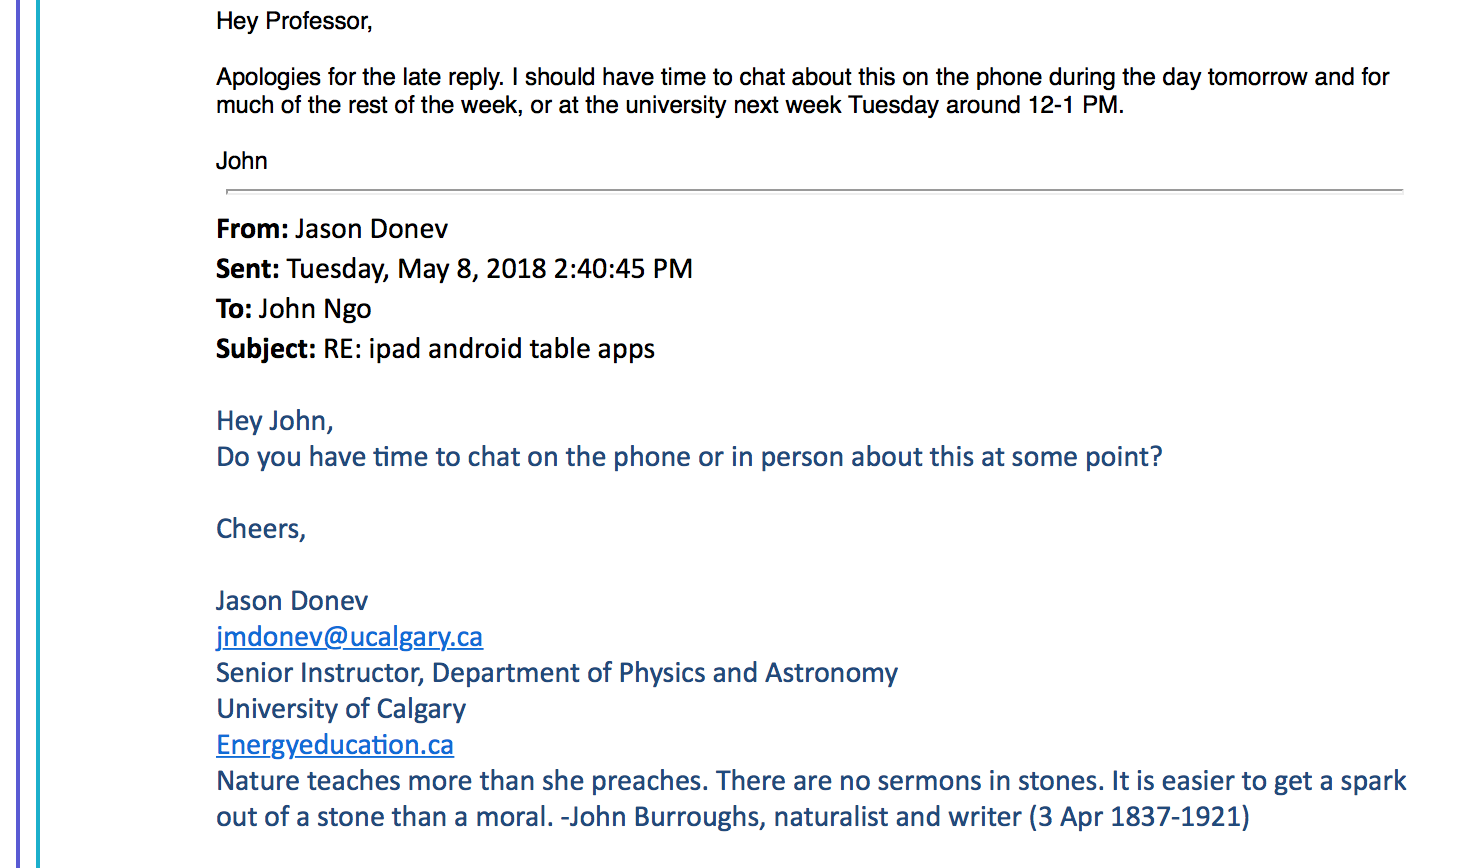 Hey Professor,
Apologies for the late reply. I should have time to chat about this on the phone during the day tomorrow and for
much of the rest of the week, or at the university next week Tuesday around 12-1 PM.
John
From: Jason Donev
Sent: Tuesday, May 8, 2018 2:40:45 PM
To: John Ngo
Subject: RE: ipad android table apps
Hey John,
Do you have time to chat on the phone or in person about this at some point?
Cheers,
Jason Donev
jmdonev@ucalgary.ca
Senior Instructor, Department of Physics and Astronomy
University of Calgary
Energyeducation.ca
Nature teaches more than she preaches. There are no sermons in stones. It is easier to get a spark
out of a stone than a moral. -John Burroughs, naturalist and writer (3 Apr 1837-1921)